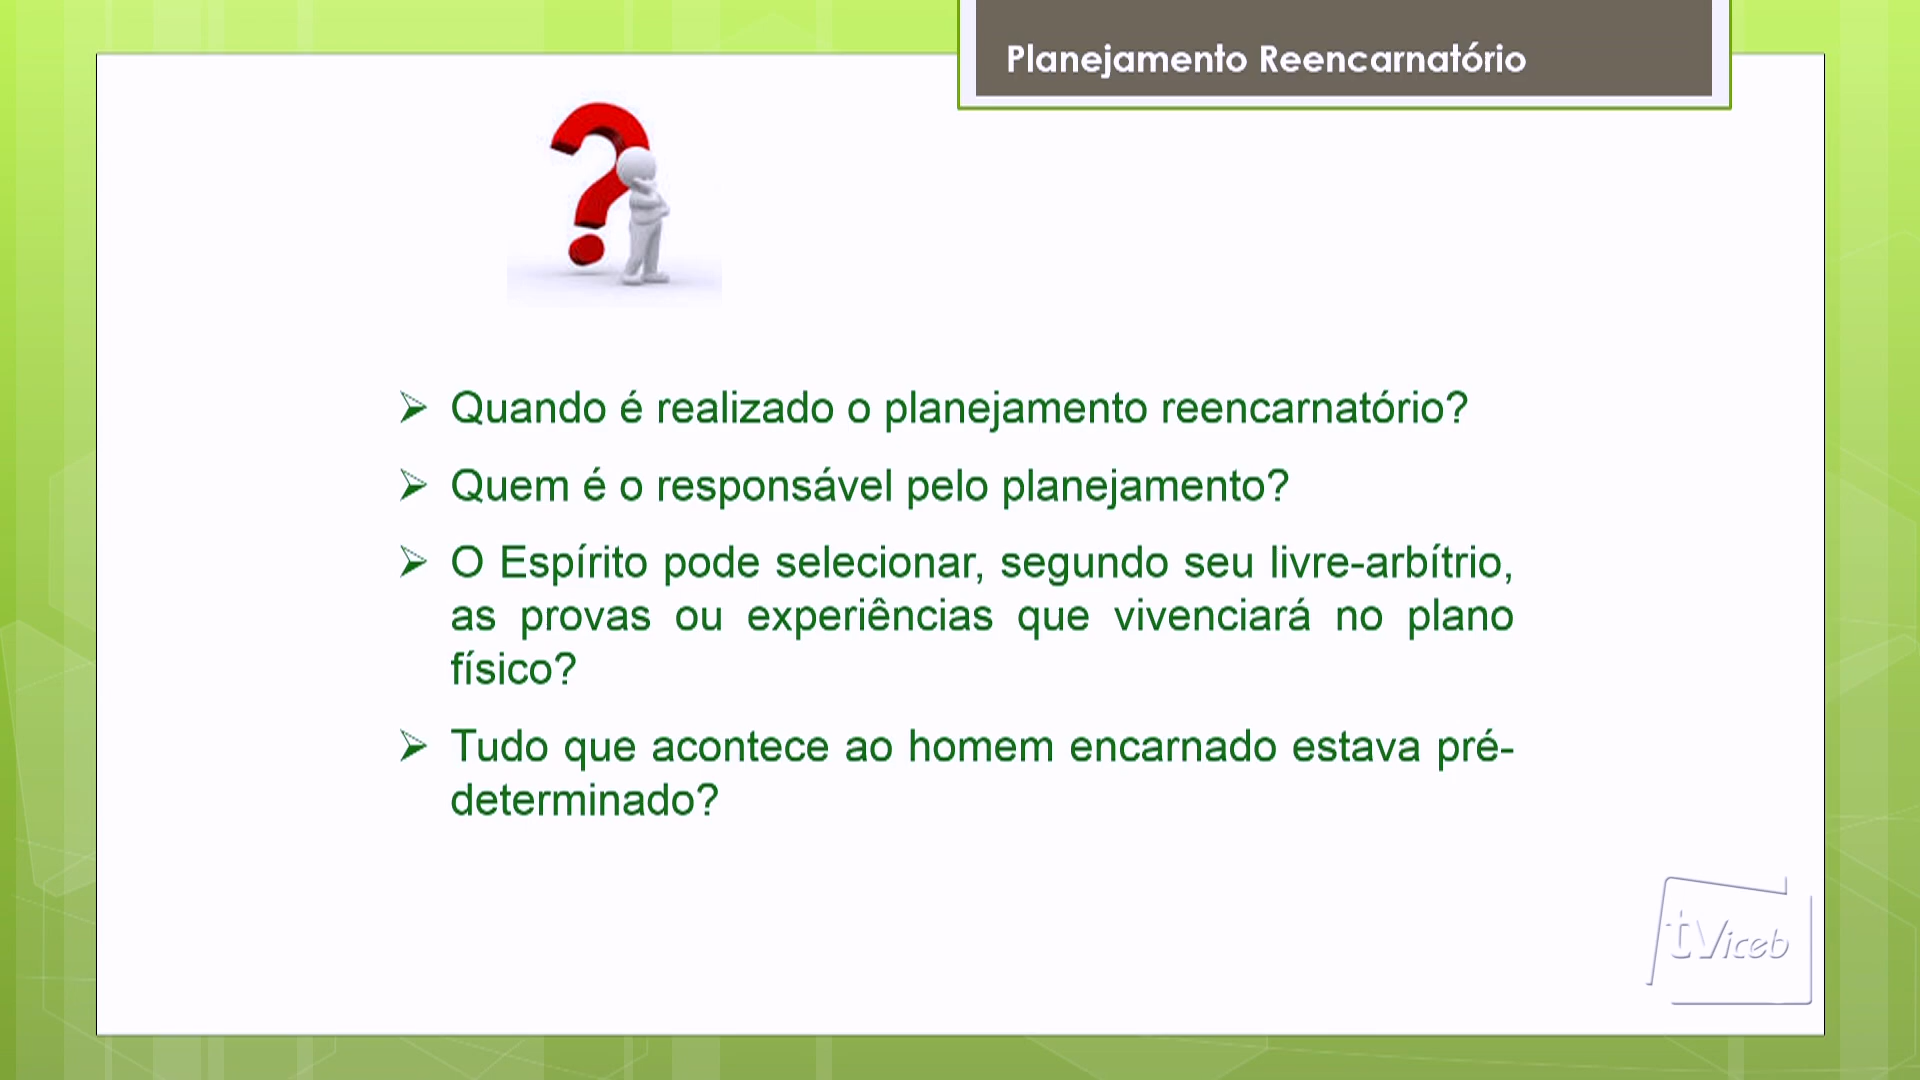 Planejamento Reencarnatório
➢ Quando é realizado o planejamento reencarnatório?
➢ Quem é o responsável pelo planejamento?
➢ O Espírito pode selecionar, segundo seu livre-arbítrio,
as provas ou experiências que vivenciará no plano
físico?
➢ Tudo que acontece ao homem encarnado estava pré-
determinado?
tViceb